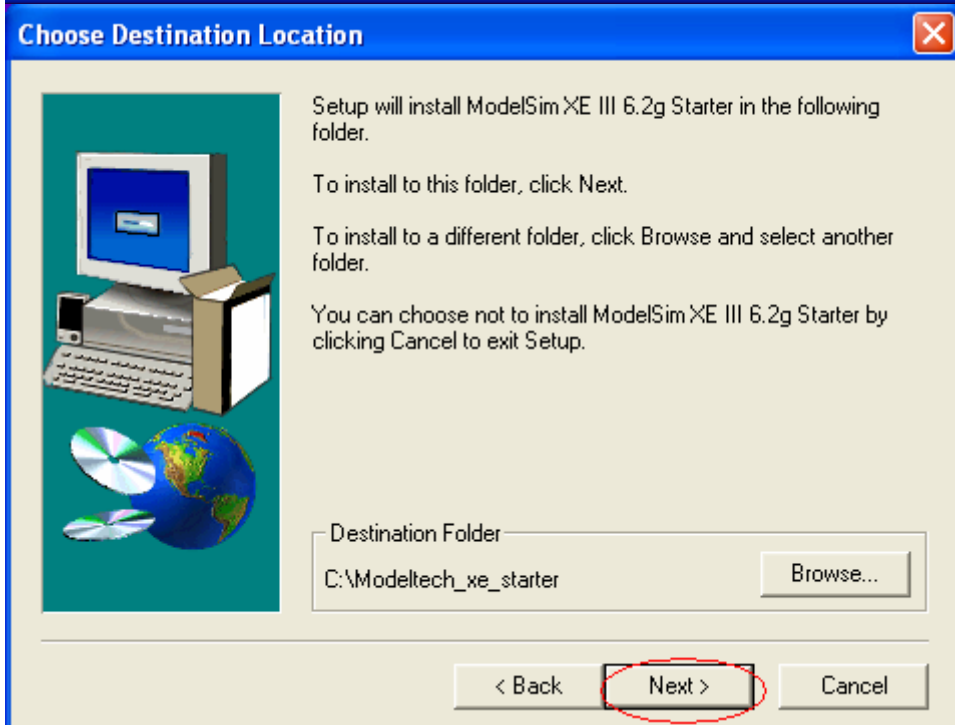 Choose Destination Location
Setup will install ModelSim XE III 6.2g Starter in the following
folder.
To install to this folder, click Next.
To install to a different folder, click Browse and select another
folder.
You can choose not to install ModelSim XE III 6.2g Starter by
clicking Cancel to exit Setup.
Destination Folder
C:\Modeltech_xe_starter
Browse...
< Back
Next >
Cancel